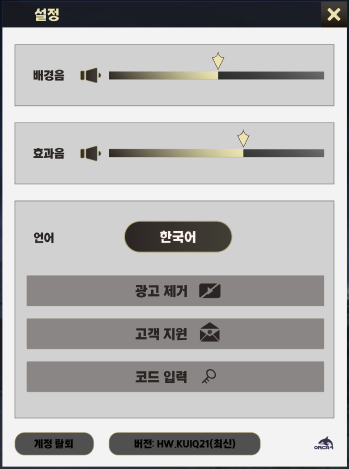 설정
배경음
효과음
언어
한국어
광고 제거
고객 지원
코드 입력
계정 탈퇴
버전: HW.KUIQ21(최신)
ORCA